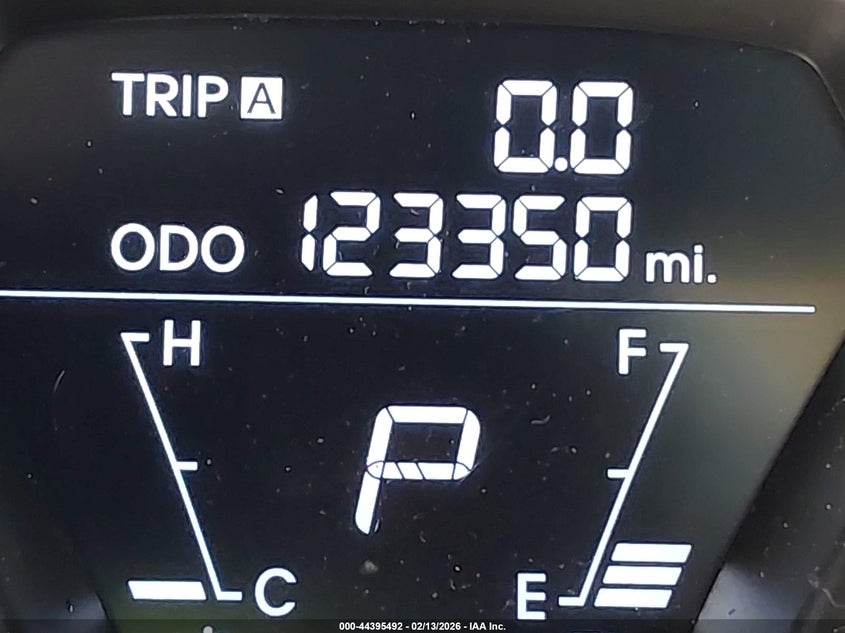 TRIP A 0.0
ODO 123350 mi.
H F
P
C E
000-44395492 - 02/13/2026 - IAA Inc.